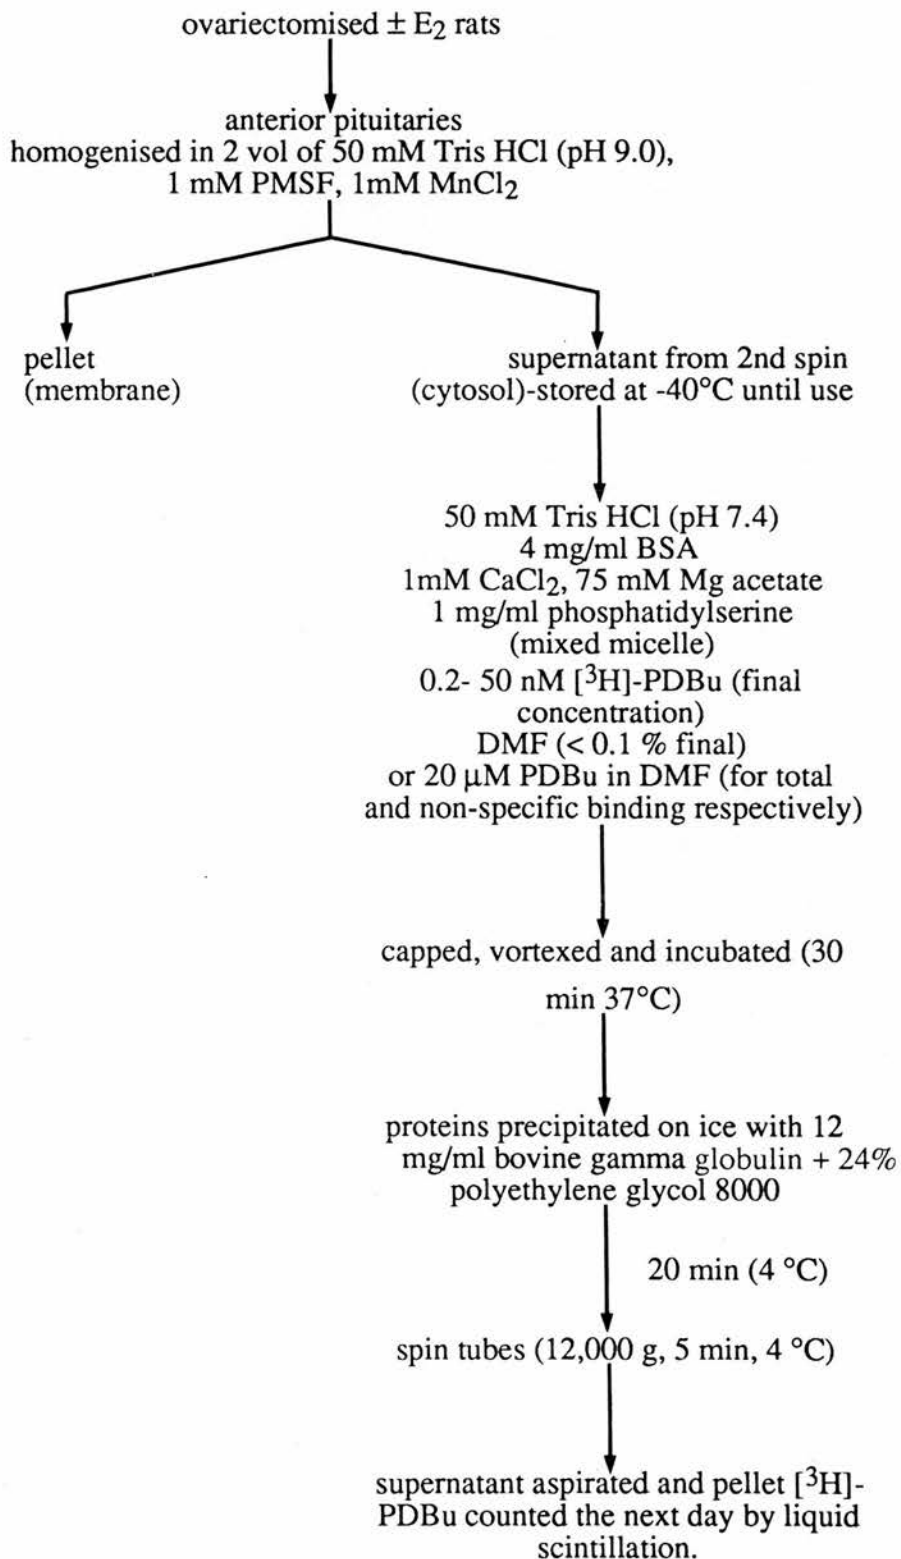 ovariectomised ± E₂ rats
anterior pituitaries
homogenised in 2 vol of 50 mM Tris HCl (pH 9.0),
1 mM PMSF, 1mM MnCl₂
pellet
(membrane)
supernatant from 2nd spin
(cytosol)-stored at -40°C until use
50 mM Tris HCl (pH 7.4)
4 mg/ml BSA
1mM CaCl₂, 75 mM Mg acetate
1 mg/ml phosphatidylserine
(mixed micelle)
0.2- 50 nM [³H]-PDBu (final
concentration)
DMF (< 0.1 % final)
or 20 μM PDBu in DMF (for total
and non-specific binding respectively)
capped, vortexed and incubated (30
min 37°C)
proteins precipitated on ice with 12
mg/ml bovine gamma globulin + 24%
polyethylene glycol 8000
20 min (4 °C)
spin tubes (12,000 g, 5 min, 4 °C)
supernatant aspirated and pellet [³H]-
PDBu counted the next day by liquid
scintillation.